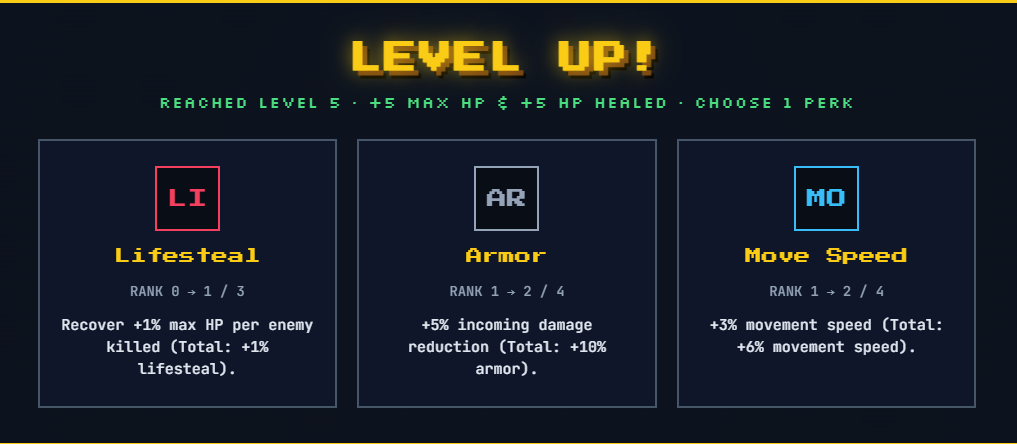 LEVEL UP!
REACHED LEVEL 5 · +5 MAX HP & +5 HP HEALED · CHOOSE 1 PERK
LI
Lifesteal
RANK 0 → 1 / 3
Recover +1% max HP per enemy
killed (Total: +1%
lifesteal).
AR
Armor
RANK 1 → 2 / 4
+5% incoming damage
reduction (Total: +10%
armor).
MO
Move Speed
RANK 1 → 2 / 4
+3% movement speed (Total:
+6% movement speed).